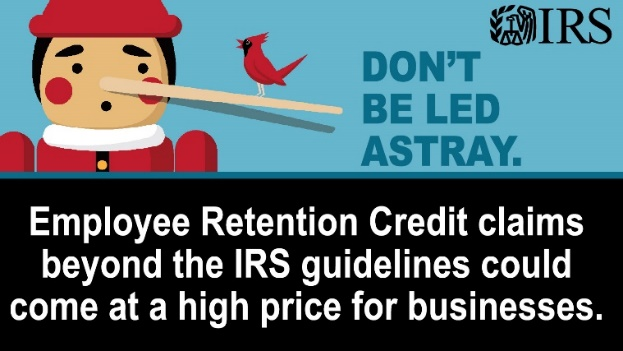 IRS
DON'T
BE LED
ASTRAY.
Employee Retention Credit claims
beyond the IRS guidelines could
come at a high price for businesses.